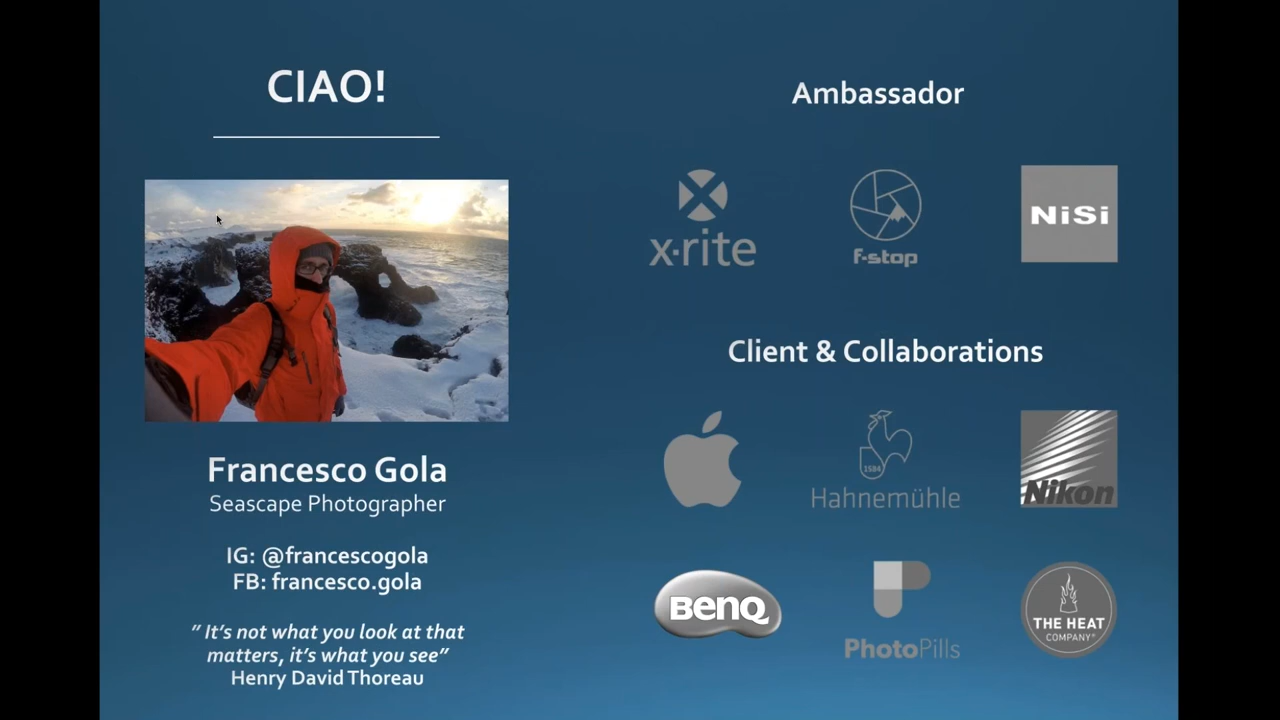 CIAO!
Francesco Gola
Seascape Photographer
IG: @francescogola
FB: francesco.gola
” It’s not what you look at that
matters, it’s what you see”
Henry David Thoreau
Ambassador
x·rite
f-stop
NiSi
Client & Collaborations
1584
Hahnemühle
Nikon
BenQ
PhotoPills
THE HEAT
COMPANY®